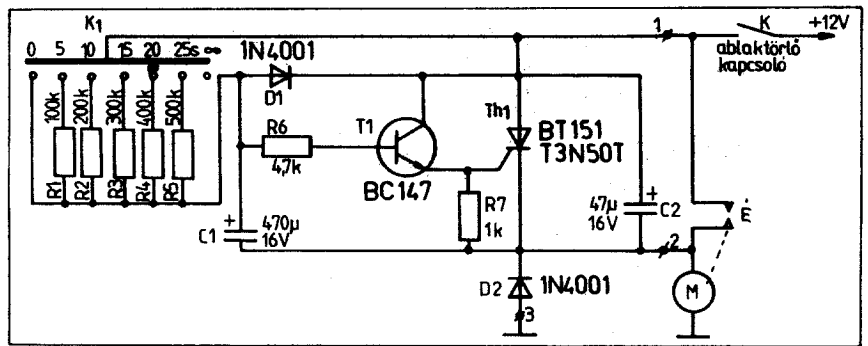 K1
0 5 10 15 20 25s ∞
100k
200k
300k
400k
500k
R1
R2
R3
R4
R5
1N4001
D1
R6
4,7k
T1
BC147
Th1
BT151
T3N50T
R7
1k
C1
+
470µ
16V
47µ
16V
+
C2
D2
1N4001
3
1
K
+12V
ablaktörlő
kapcsoló
É
2
M